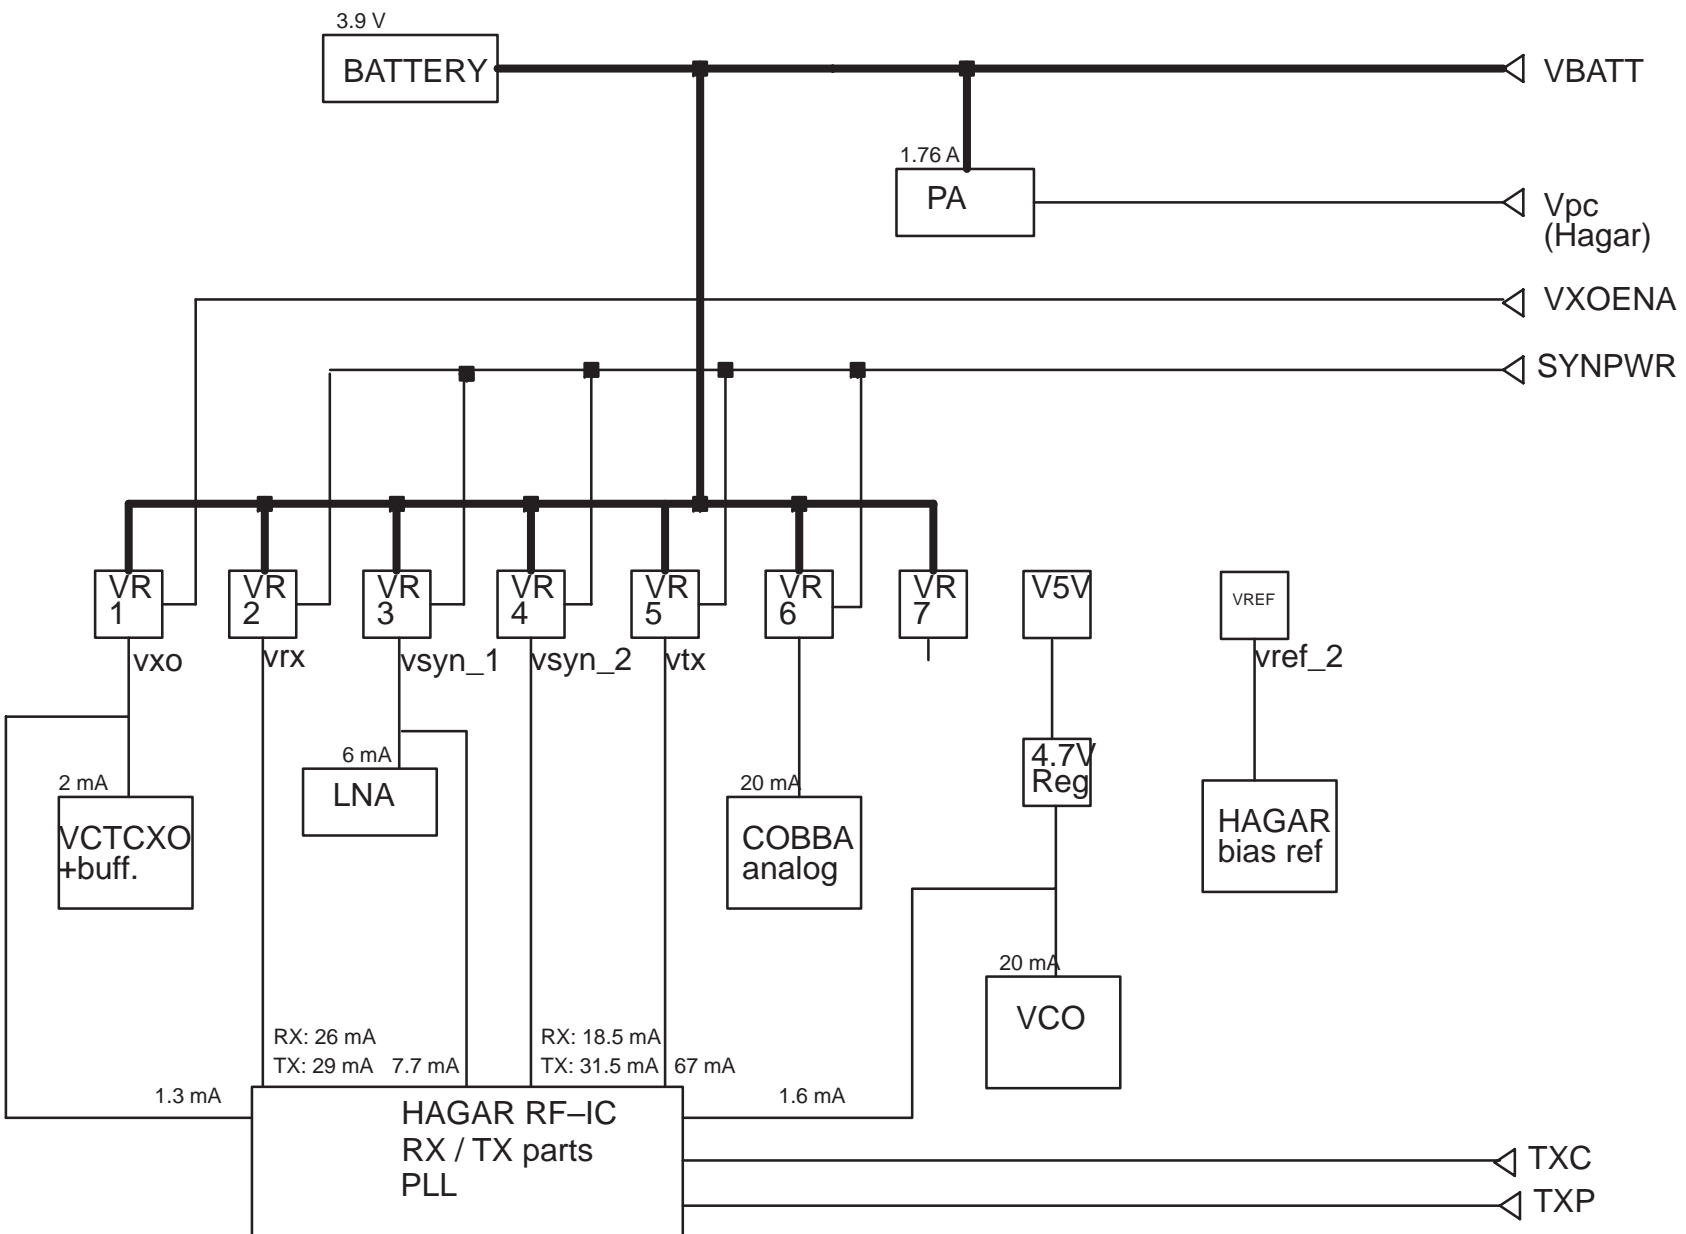 3.9 V
BATTERY
VBATT
1.76 A
PA
Vpc
(Hagar)
VXOENA
SYNPWR
VR
1
VR
2
VR
3
VR
4
VR
5
VR
6
VR
7
V5V
VREF
vxo
vrx
vsyn_1
vsyn_2
vtx
vref_2
6 mA
LNA
2 mA
VCTCXO
+buff.
20 mA
COBBA
analog
4.7V
Reg
HAGAR
bias ref
20 mA
VCO
RX: 26 mA
TX: 29 mA
7.7 mA
RX: 18.5 mA
TX: 31.5 mA
67 mA
1.3 mA
1.6 mA
HAGAR RF–IC
RX / TX parts
PLL
TXC
TXP